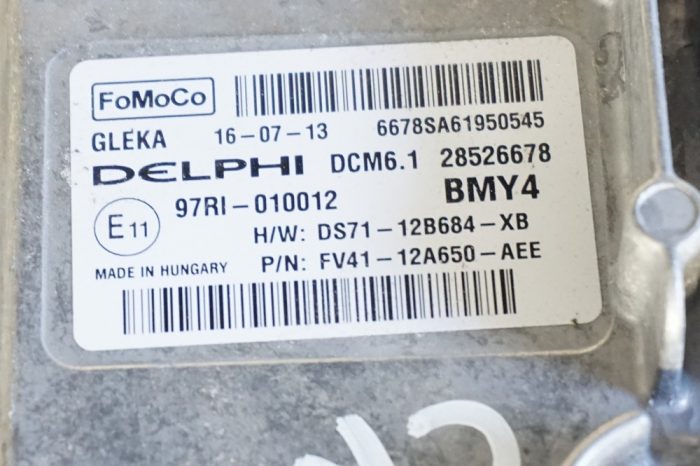 FoMoCo
GLEKA 16-07-13 6678SA61950545
DELPHI DCM6.1 28526678
E11 97RI-010012 BMY4
H/W: DS71-12B684-XB
MADE IN HUNGARY P/N: FV41-12A650-AEE